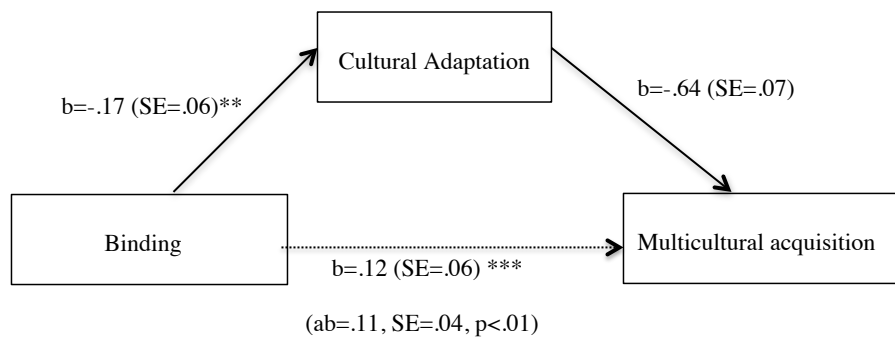 Cultural Adaptation
b=-.17 (SE=.06)**
b=-.64 (SE=.07)
Binding
Multicultural acquisition
b=.12 (SE=.06) ***
(ab=.11, SE=.04, p<.01)